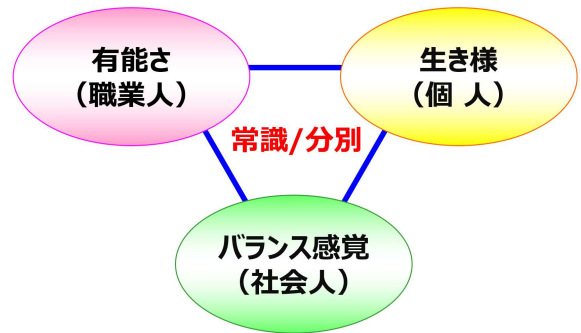 有能さ
（職業人）
生き様
（個 人）
常識/分別
バランス感覚
（社会人）